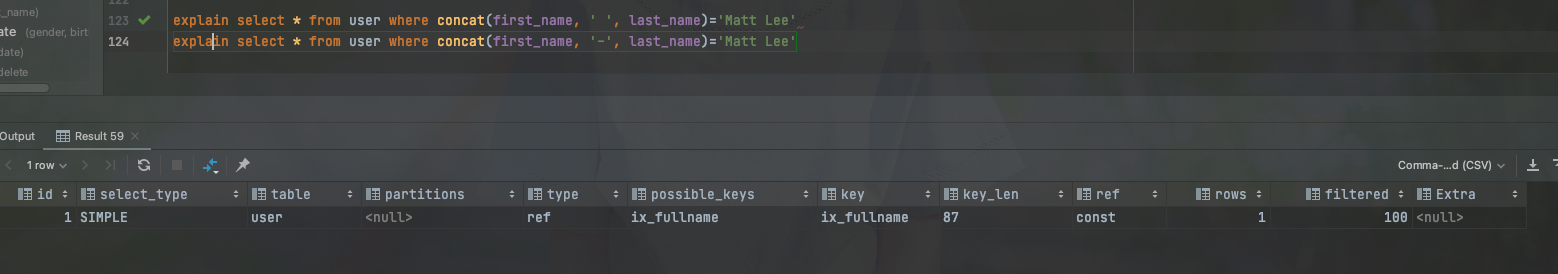 122
_name)
123 explain select * from user where concat(first_name, ' ', last_name)='Matt Lee'
ate (gender, birt
124 explain select * from user where concat(first_name, '-', last_name)='Matt Lee'
date)
delete
Output Result 59
1 row Comma-...d (CSV)
id select_type table partitions type possible_keys key key_len ref rows filtered Extra
1 SIMPLE user <null> ref ix_fullname ix_fullname 87 const 1 100 <null>